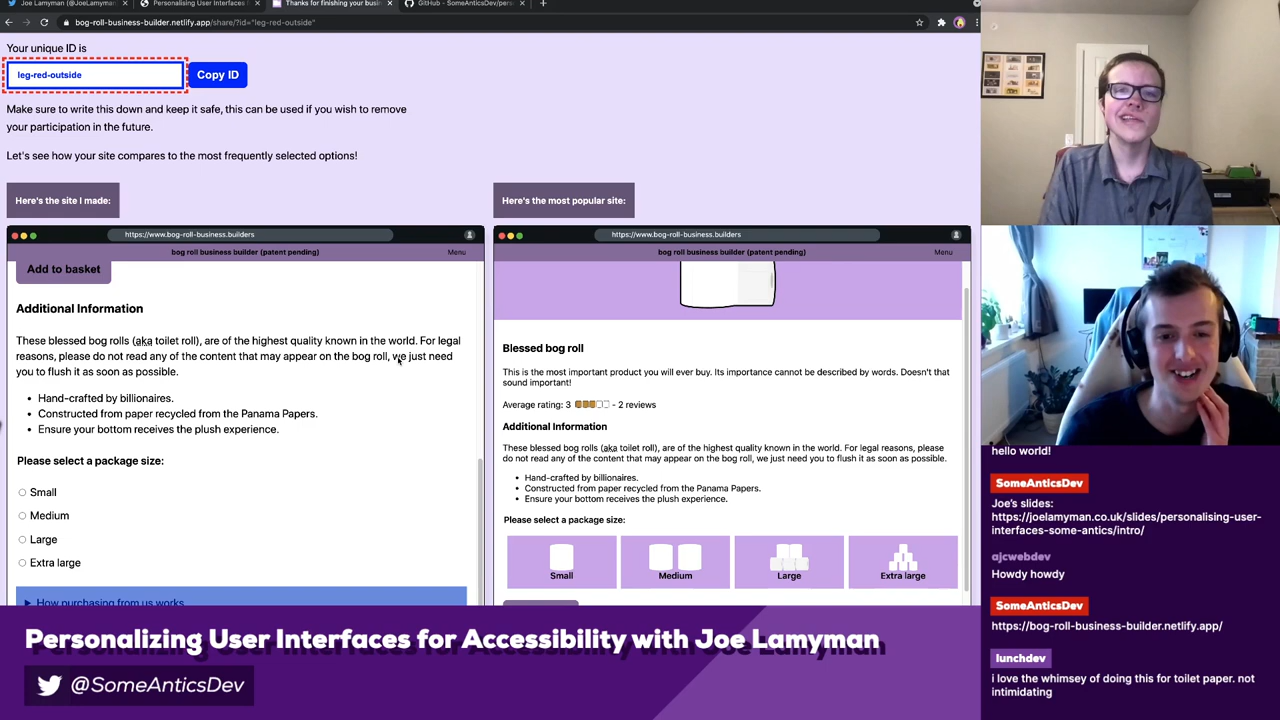 Joe Lamyman (@JoeLamym
Personalising User Interfaces f
Thanks for finishing your busin
GitHub - SomeAnticsDev/pers
bog-roll-business-builder.netlify.app/share/?id="leg-red-outside"
Your unique ID is
leg-red-outside
Copy ID
Make sure to write this down and keep it safe, this can be used if you wish to remove
your participation in the future.
Let's see how your site compares to the most frequently selected options!
Here's the site I made:
https://www.bog-roll-business.builders
bog roll business builder (patent pending)
Menu
Add to basket
Additional Information
These blessed bog rolls (aka toilet roll), are of the highest quality known in the world. For legal
reasons, please do not read any of the content that may appear on the bog roll, we just need
you to flush it as soon as possible.
Hand-crafted by billionaires.
Constructed from paper recycled from the Panama Papers.
Ensure your bottom receives the plush experience.
Please select a package size:
Small
Medium
Large
Extra large
How purchasing from us works
Here's the most popular site:
https://www.bog-roll-business.builders
bog roll business builder (patent pending)
Menu
Blessed bog roll
This is the most important product you will ever buy. Its importance cannot be described by words. Doesn't that
sound important!
Average rating: 3 - 2 reviews
Additional Information
These blessed bog rolls (aka toilet roll), are of the highest quality known in the world. For legal reasons, please
do not read any of the content that may appear on the bog roll, we just need you to flush it as soon as possible.
Hand-crafted by billionaires.
Constructed from paper recycled from the Panama Papers.
Ensure your bottom receives the plush experience.
Please select a package size:
Small
Medium
Large
Extra large
hello world!
SomeAnticsDev
Joe's slides:
https://joelamyman.co.uk/slides/personalising-user-
interfaces-some-antics/intro/
ajcwebdev
Howdy howdy
SomeAnticsDev
https://bog-roll-business-builder.netlify.app/
lunchdev
i love the whimsey of doing this for toilet paper. not
intimidating
Personalizing User Interfaces for Accessibility with Joe Lamyman
@SomeAnticsDev